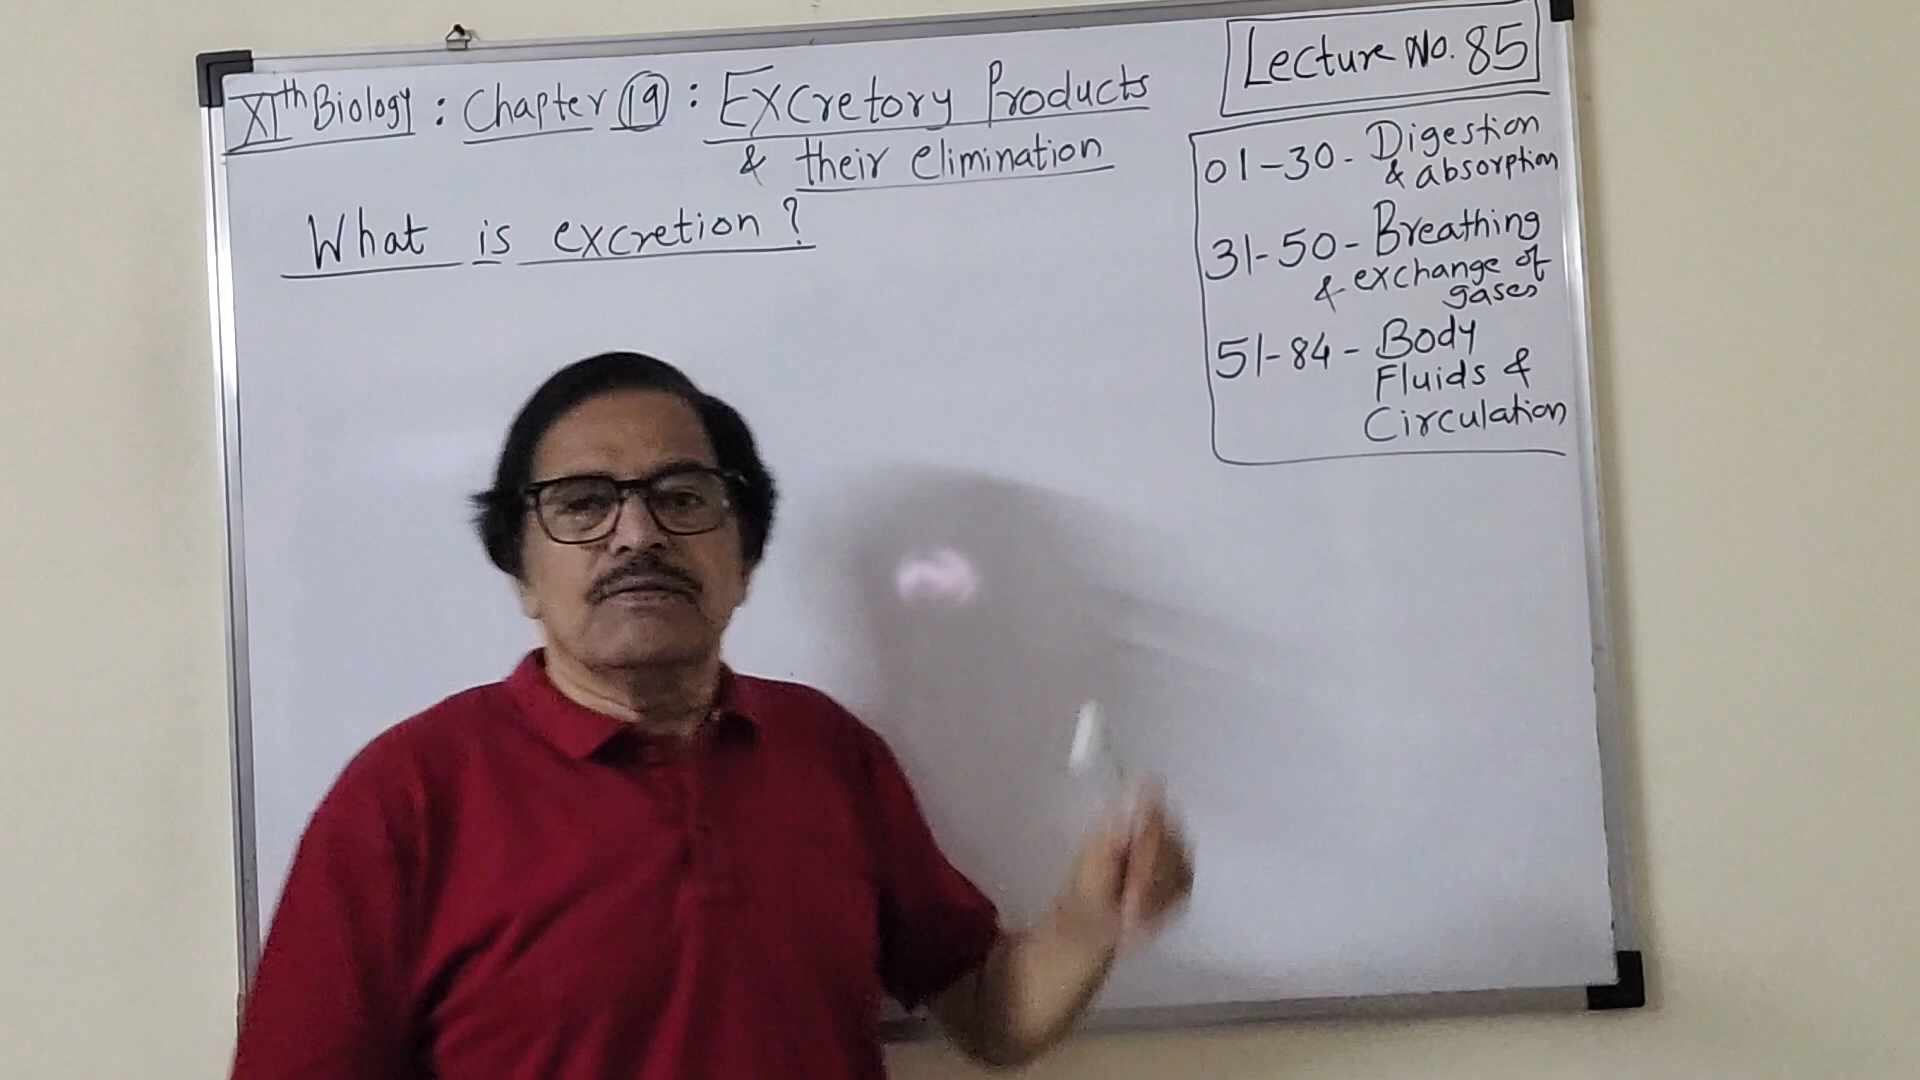 XIth Biology : Chapter 19 : Excretory Products
& their elimination
What is excretion ?
Lecture No. 85
01-30 - Digestion
& absorption
31-50 - Breathing
& exchange of
gases
51-84 - Body
Fluids &
Circulation